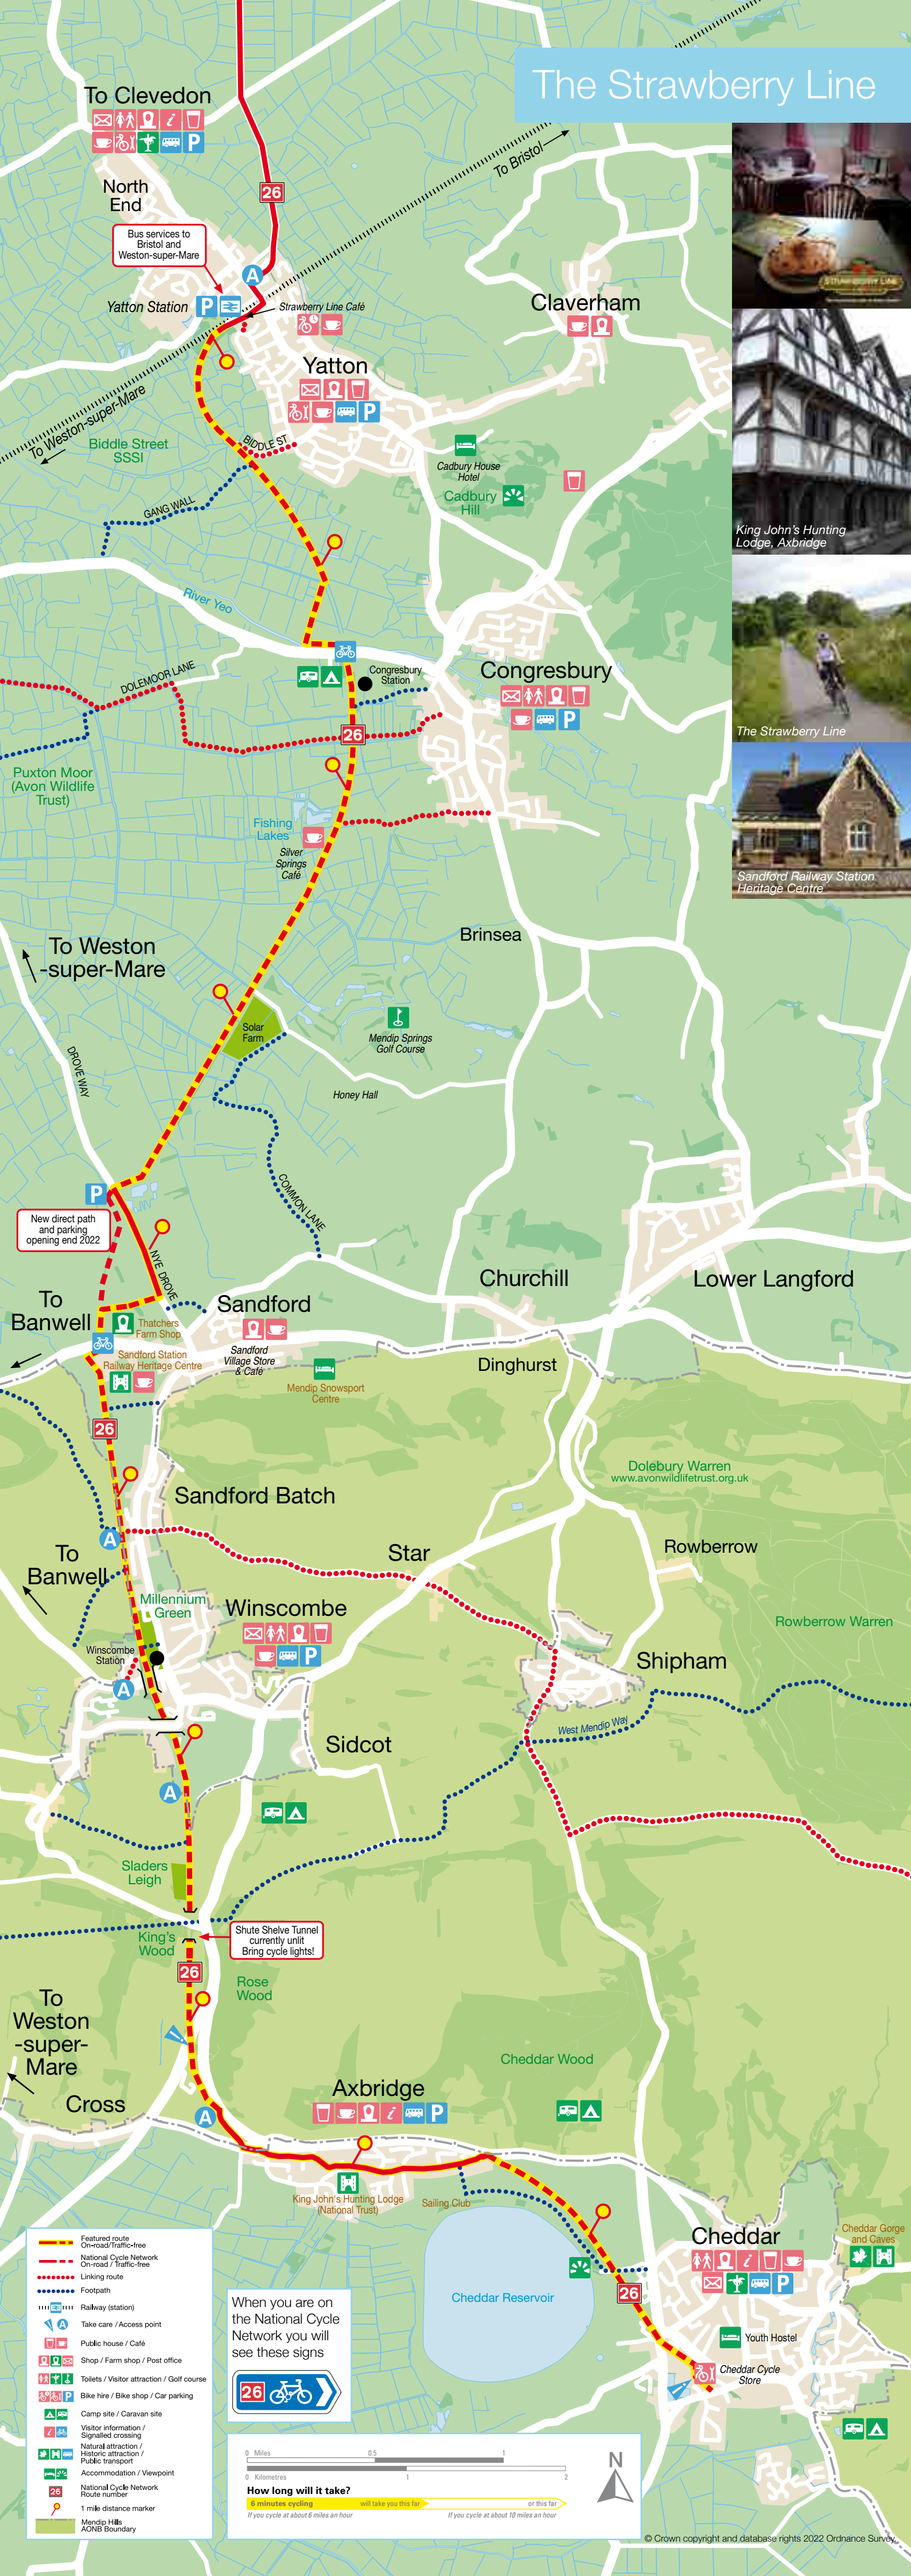 The Strawberry Line
To Clevedon
26
North
End
To Bristol
Bus services to
Bristol and
Weston-super-Mare
A
Yatton Station
P
Strawberry Line Café
Claverham
Yatton
To Weston-super-Mare
Biddle Street
SSSI
BIDDLE ST
Cadbury House
Hotel
Cadbury
Hill
GANG WALL
King John's Hunting
Lodge, Axbridge
River Yeo
Congresbury
Station
Congresbury
DOLEMOOR LANE
26
The Strawberry Line
Puxton Moor
(Avon Wildlife
Trust)
Fishing
Lakes
Silver
Springs
Café
Sandford Railway Station
Heritage Centre
Brinsea
To Weston
-super-Mare
Solar
Farm
Mendip Springs
Golf Course
DROVE WAY
Honey Hall
COMMON LANE
P
New direct path
and parking
opening end 2022
NYE DROVE
Churchill
Lower Langford
To
Banwell
Sandford
Thatchers
Farm Shop
Sandford Station
Railway Heritage Centre
Sandford
Village Store
& Café
Dinghurst
Mendip Snowsport
Centre
26
Dolebury Warren
www.avonwildlifetrust.org.uk
Sandford Batch
A
To
Banwell
Star
Rowberrow
Millennium
Green
Winscombe
Rowberrow Warren
Winscombe
Station
A
Shipham
West Mendip Way
Sidcot
A
Sladers
Leigh
King's
Wood
Shute Shelve Tunnel
currently unlit
Bring cycle lights!
26
Rose
Wood
To
Weston
-super-
Mare
Cheddar Wood
Axbridge
Cross
A
King John's Hunting Lodge
(National Trust)
Sailing Club
Cheddar
Cheddar Gorge
and Caves
Cheddar Reservoir
26
Youth Hostel
Cheddar Cycle
Store
Featured route
On-road/Traffic-free
National Cycle Network
On-road / Traffic-free
Linking route
Footpath
Railway (station)
Take care / Access point
Public house / Café
Shop / Farm shop / Post office
Toilets / Visitor attraction / Golf course
Bike hire / Bike shop / Car parking
Camp site / Caravan site
Visitor information /
Signalled crossing
Natural attraction /
Historic attraction /
Public transport
Accommodation / Viewpoint
National Cycle Network
Route number
1 mile distance marker
Mendip Hills
AONB Boundary
When you are on
the National Cycle
Network you will
see these signs
26
0 Miles 0.5 1
0 Kilometres 1 2
How long will it take?
6 minutes cycling will take you this far or this far
If you cycle at about 6 miles an hour If you cycle at about 10 miles an hour
N
© Crown copyright and database rights 2022 Ordnance Survey.